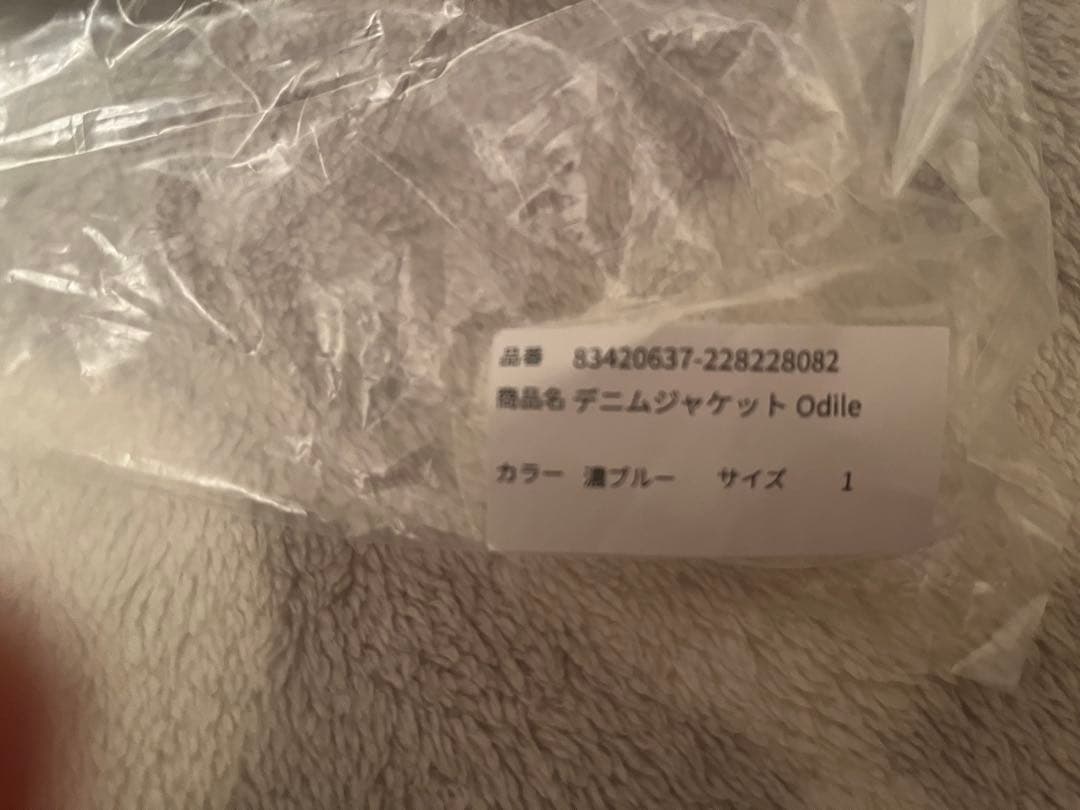 品番 83420637-228228082
商品名 デニムジャケット Odile
カラー 濃ブルー サイズ 1